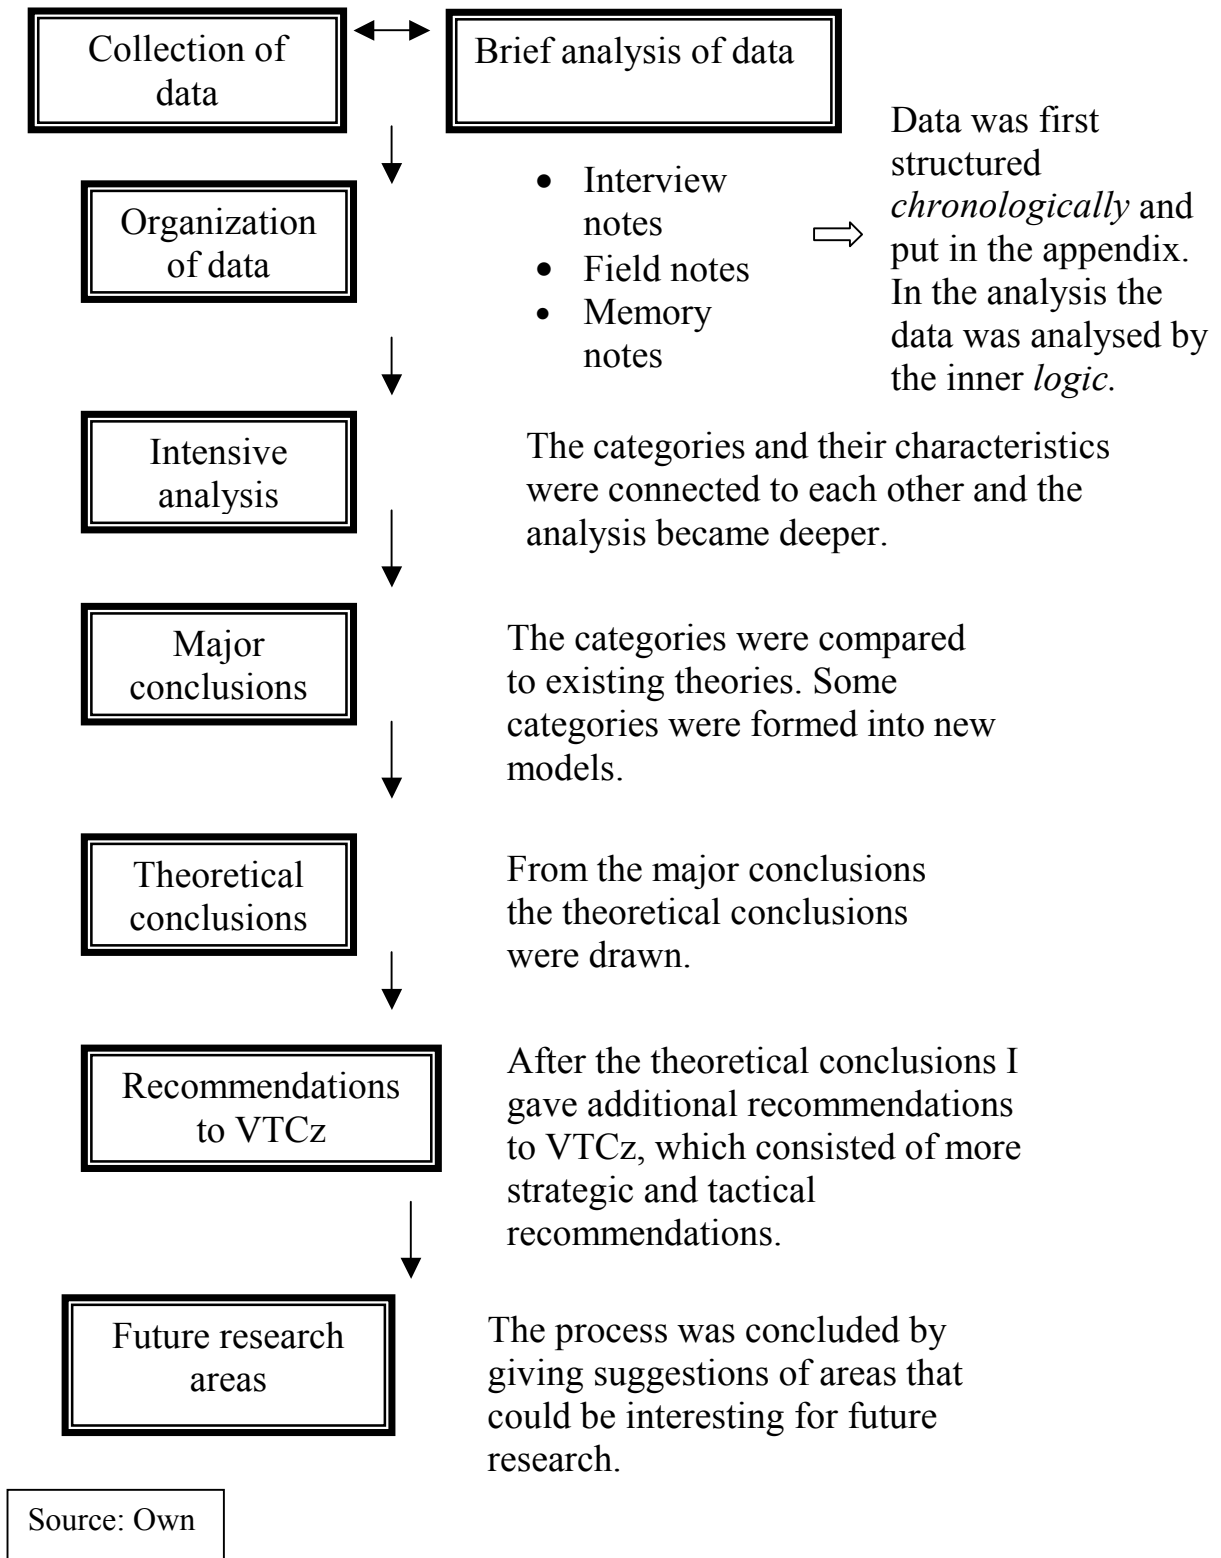 Collection of
data
Brief analysis of data
Organization
of data
• Interview
notes
• Field notes
• Memory
notes
Data was first
structured
chronologically and
put in the appendix.
In the analysis the
data was analysed by
the inner logic.
Intensive
analysis
The categories and their characteristics
were connected to each other and the
analysis became deeper.
Major
conclusions
The categories were compared
to existing theories. Some
categories were formed into new
models.
Theoretical
conclusions
From the major conclusions
the theoretical conclusions
were drawn.
Recommendations
to VTCz
After the theoretical conclusions I
gave additional recommendations
to VTCz, which consisted of more
strategic and tactical
recommendations.
Future research
areas
The process was concluded by
giving suggestions of areas that
could be interesting for future
research.
Source: Own